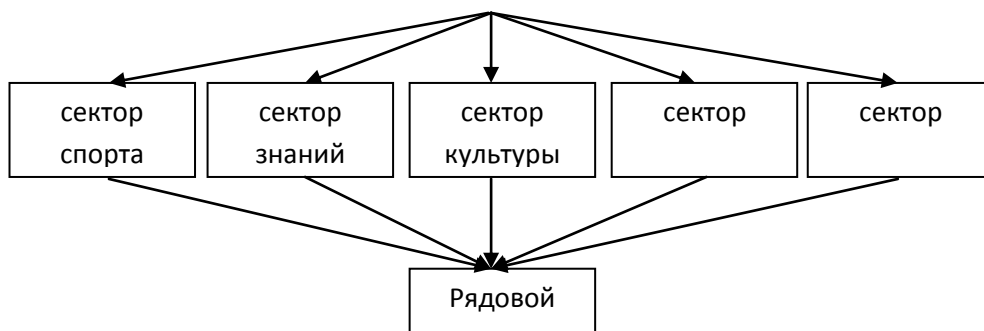 сектор
спорта
сектор
знаний
сектор
культуры
сектор
сектор
Рядовой